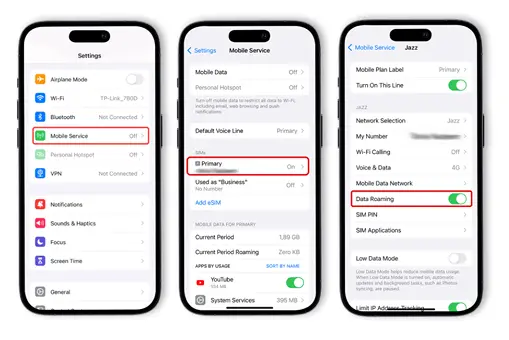 Settings
Airplane Mode
Wi-Fi TP-Link_780D
Bluetooth Not Connected
Mobile Service Off
Personal Hotspot Off
VPN Not Connected
Notifications
Sounds & Haptics
Focus
Screen Time
General
Settings Mobile Service
Mobile Data Off
Personal Hotspot Off
Turn off mobile data to restrict all data to Wi-Fi,
including email, web browsing and push
notifications.
Default Voice Line Primary
SIMs
Primary On
Used as "Business" Off
No Number
Add eSIM
MOBILE DATA FOR PRIMARY
Current Period 1,99 GB
Current Period Roaming Zero KB
APPS BY USAGE SORT BY NAME
YouTube
System Services 395 MB
Mobile Service Jazz
Mobile Plan Label Primary
Turn On This Line
JAZZ
Network Selection Jazz
My Number
Wi-Fi Calling Off
Voice & Data 4G
Mobile Data Network
Data Roaming
SIM PIN
SIM Applications
Low Data Mode
Low Data Mode helps reduce mobile data usage.
When Low Data Mode is turned on, automatic
updates and background tasks, such as Photos
syncing, are paused.
Limit IP Address Tracking